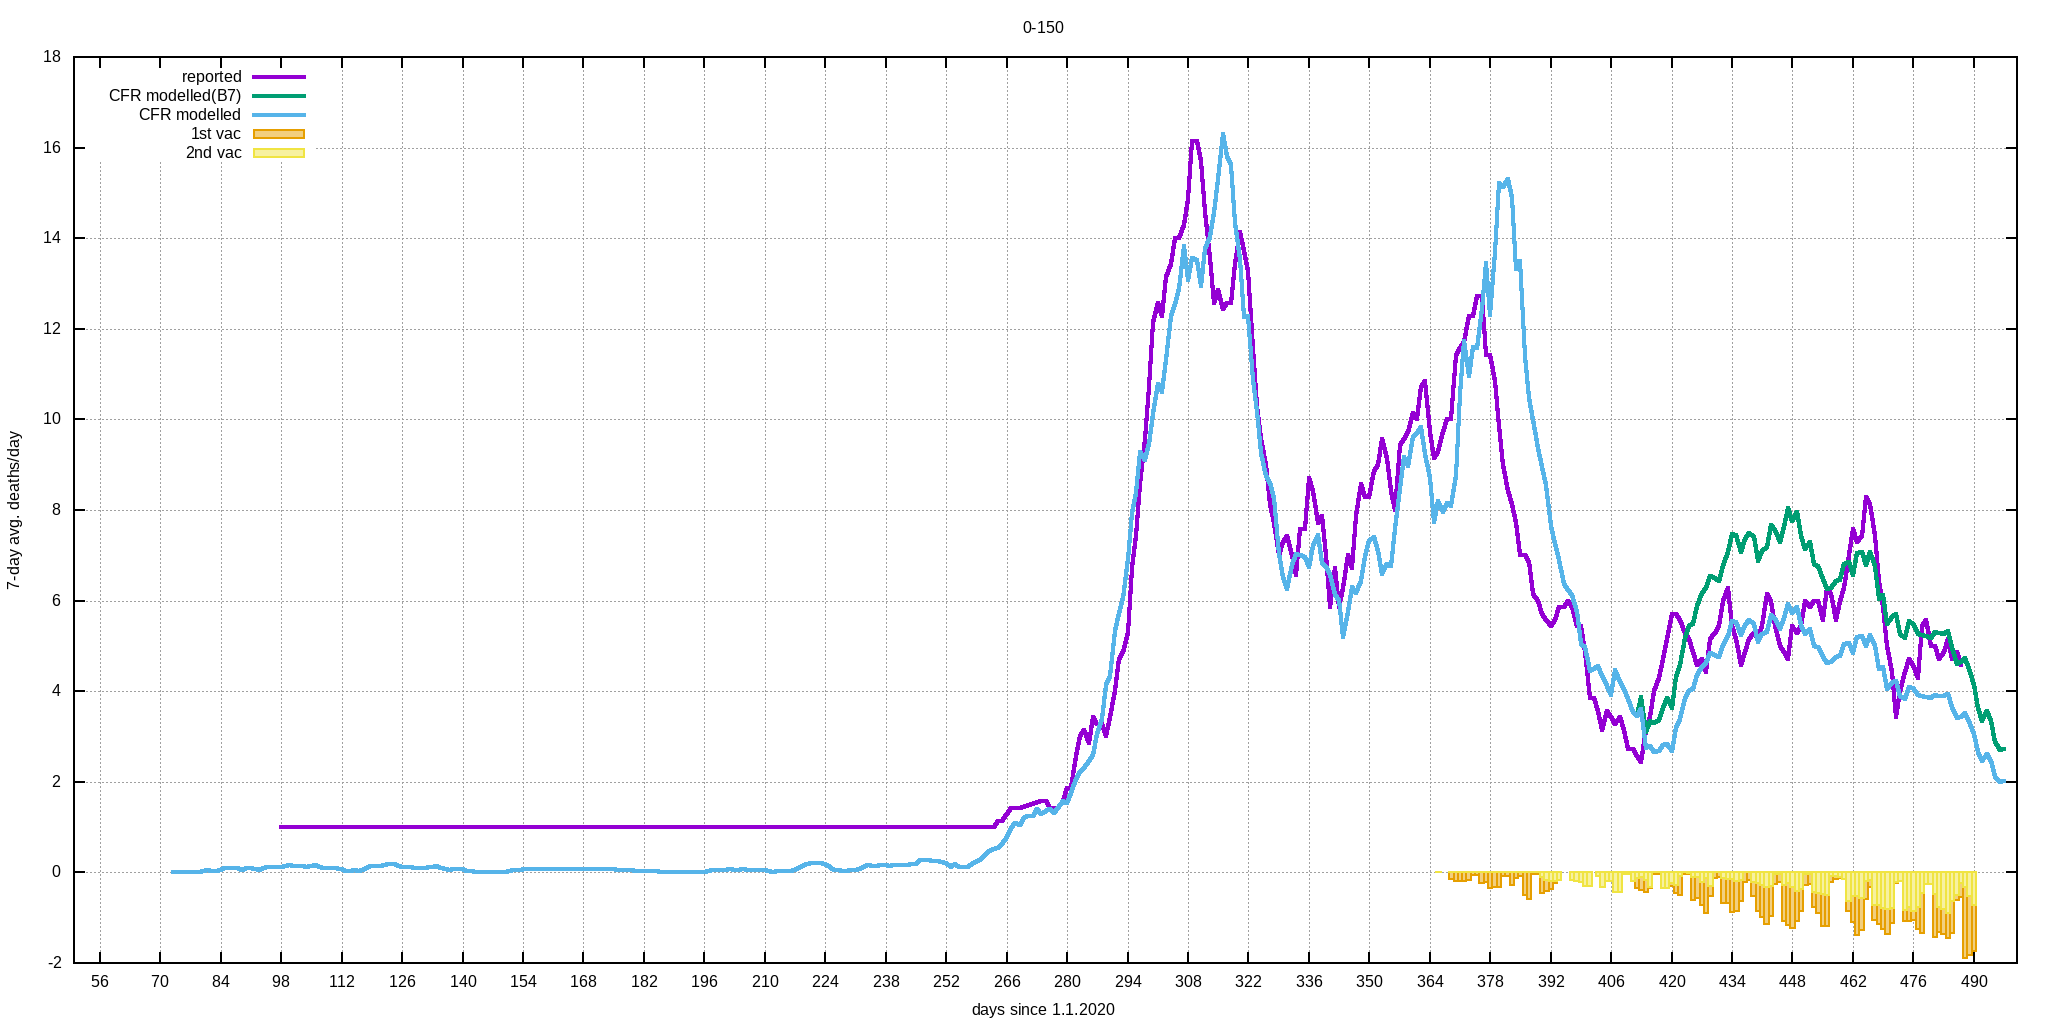 0-150
18
16
14
12
10
8
6
4
2
0
-2
7-day avg. deaths/day
reported
CFR modelled(B7)
CFR modelled
1st vac
2nd vac
56 70 84 98 112 126 140 154 168 182 196 210 224 238 252 266 280 294 308 322 336 350 364 378 392 406 420 434 448 462 476 490
days since 1.1.2020